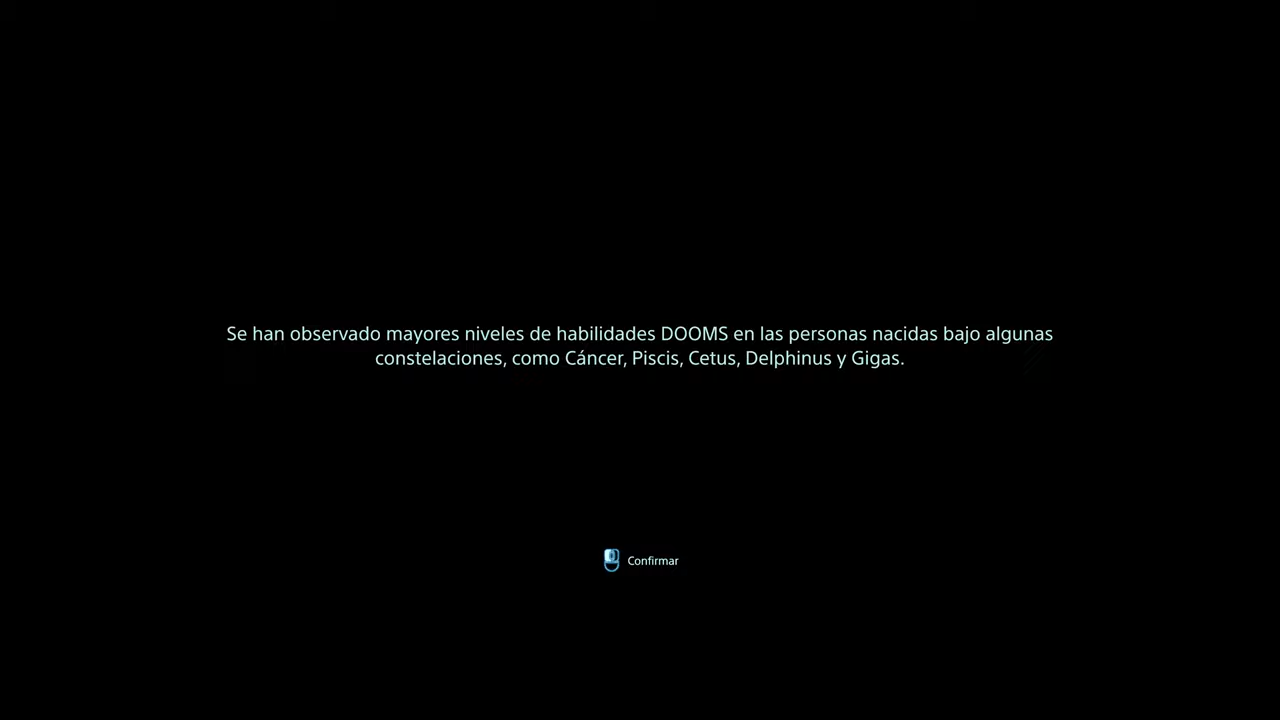 Se han observado mayores niveles de habilidades DOOMS en las personas nacidas bajo algunas
constelaciones, como Cáncer, Piscis, Cetus, Delphinus y Gigas.
Confirmar